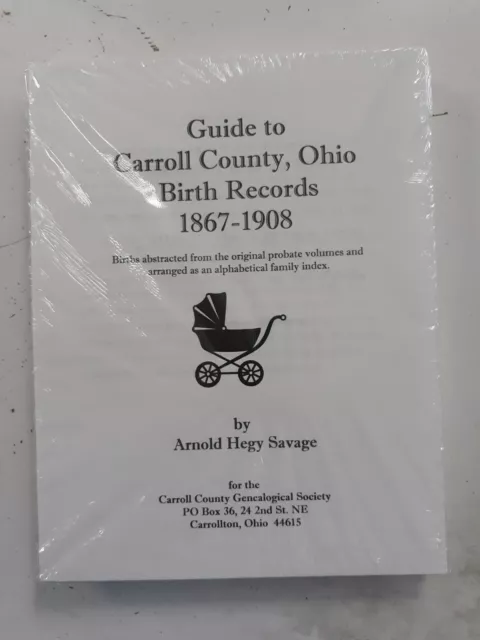 Guide to
Carroll County, Ohio
Birth Records
1867-1908
Births abstracted from the original probate volumes and
arranged as an alphabetical family index.
by
Arnold Hegy Savage
for the
Carroll County Genealogical Society
PO Box 36, 24 2nd St. NE
Carrollton, Ohio 44615